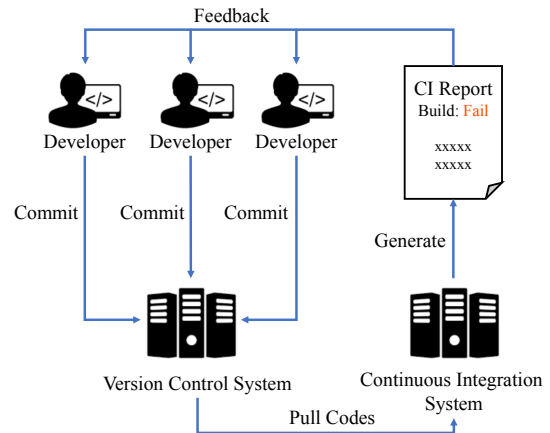 Feedback
CI Report
Build: Fail
xxxxx
xxxxx
</>
</>
</>
Developer
Developer
Developer
Commit
Commit
Commit
Generate
Version Control System
Continuous Integration
System
Pull Codes